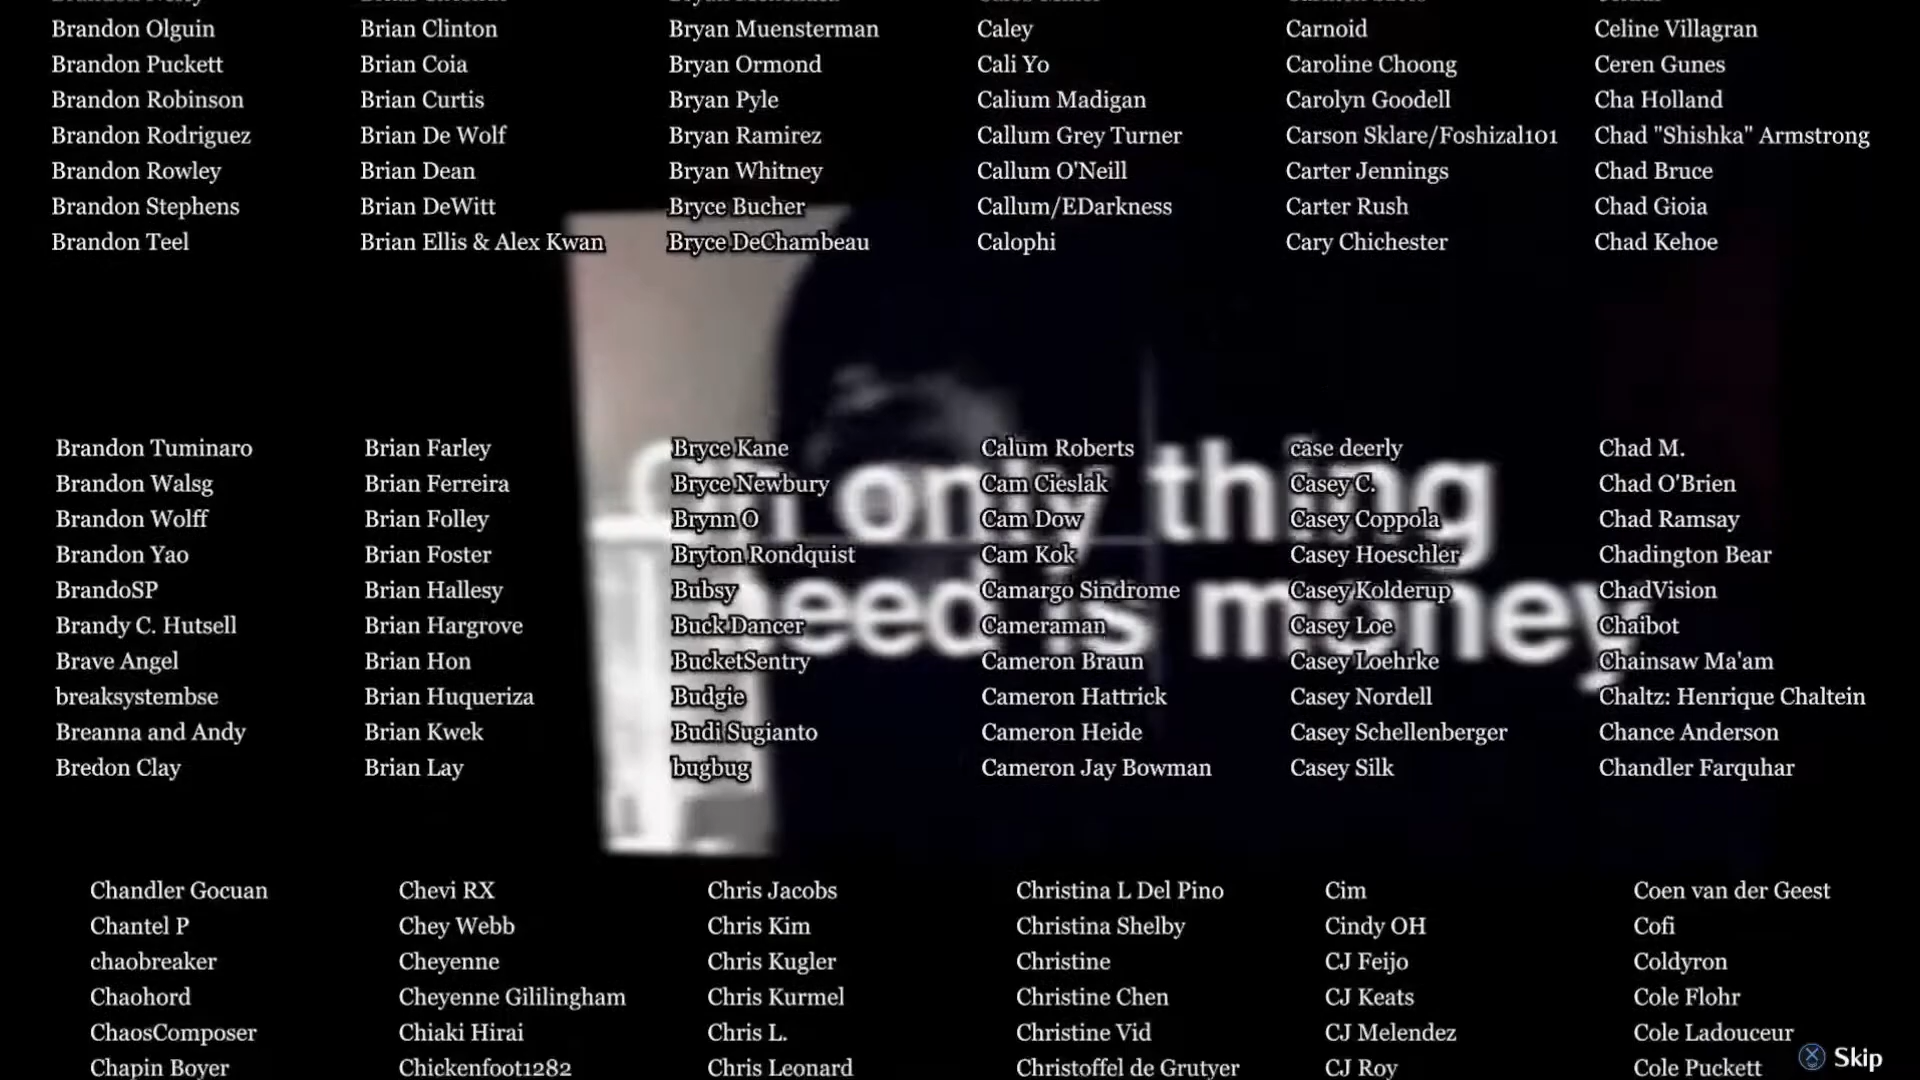 Brandon Olguin
Brandon Puckett
Brandon Robinson
Brandon Rodriguez
Brandon Rowley
Brandon Stephens
Brandon Teel
Brian Clinton
Brian Coia
Brian Curtis
Brian De Wolf
Brian Dean
Brian DeWitt
Brian Ellis & Alex Kwan
Bryan Muensterman
Bryan Ormond
Bryan Pyle
Bryan Ramirez
Bryan Whitney
Bryce Bucher
Bryce DeChambeau
Caley
Cali Yo
Calium Madigan
Callum Grey Turner
Callum O'Neill
Callum/EDarkness
Calophi
Carnoid
Caroline Choong
Carolyn Goodell
Carson Sklare/Foshizal101
Carter Jennings
Carter Rush
Cary Chichester
Celine Villagran
Ceren Gunes
Cha Holland
Chad "Shishka" Armstrong
Chad Bruce
Chad Gioia
Chad Kehoe
Brandon Tuminaro
Brandon Walsg
Brandon Wolff
Brandon Yao
BrandoSP
Brandy C. Hutsell
Brave Angel
breaksystembse
Breanna and Andy
Bredon Clay
Brian Farley
Brian Ferreira
Brian Folley
Brian Foster
Brian Hallesy
Brian Hargrove
Brian Hon
Brian Huqueriza
Brian Kwek
Brian Lay
Bryce Kane
Bryce Newbury
Brynn O
Bryton Rondquist
Bubsy
Buck Dancer
BucketSentry
Budgie
Budi Sugianto
bugbug
Calum Roberts
Cam Cieslak
Cam Dow
Cam Kok
Camargo Sindrome
Cameraman
Cameron Braun
Cameron Hattrick
Cameron Heide
Cameron Jay Bowman
case deerly
Casey C.
Casey Coppola
Casey Hoeschler
Casey Kolderup
Casey Loe
Casey Loehrke
Casey Nordell
Casey Schellenberger
Casey Silk
Chad M.
Chad O'Brien
Chad Ramsay
Chadington Bear
ChadVision
Chaibot
Chainsaw Ma'am
Chaltz: Henrique Chaltein
Chance Anderson
Chandler Farquhar
only thing
need is money
Chandler Gocuan
Chantel P
chaobreaker
Chaohord
ChaosComposer
Chapin Boyer
Chevi RX
Chey Webb
Cheyenne
Cheyenne Gililingham
Chiaki Hirai
Chickenfoot1282
Chris Jacobs
Chris Kim
Chris Kugler
Chris Kurmel
Chris L.
Chris Leonard
Christina L Del Pino
Christina Shelby
Christine
Christine Chen
Christine Vid
Christoffel de Grutyer
Cim
Cindy OH
CJ Feijo
CJ Keats
CJ Melendez
CJ Roy
Coen van der Geest
Cofi
Coldyron
Cole Flohr
Cole Ladouceur
Cole Puckett
Skip